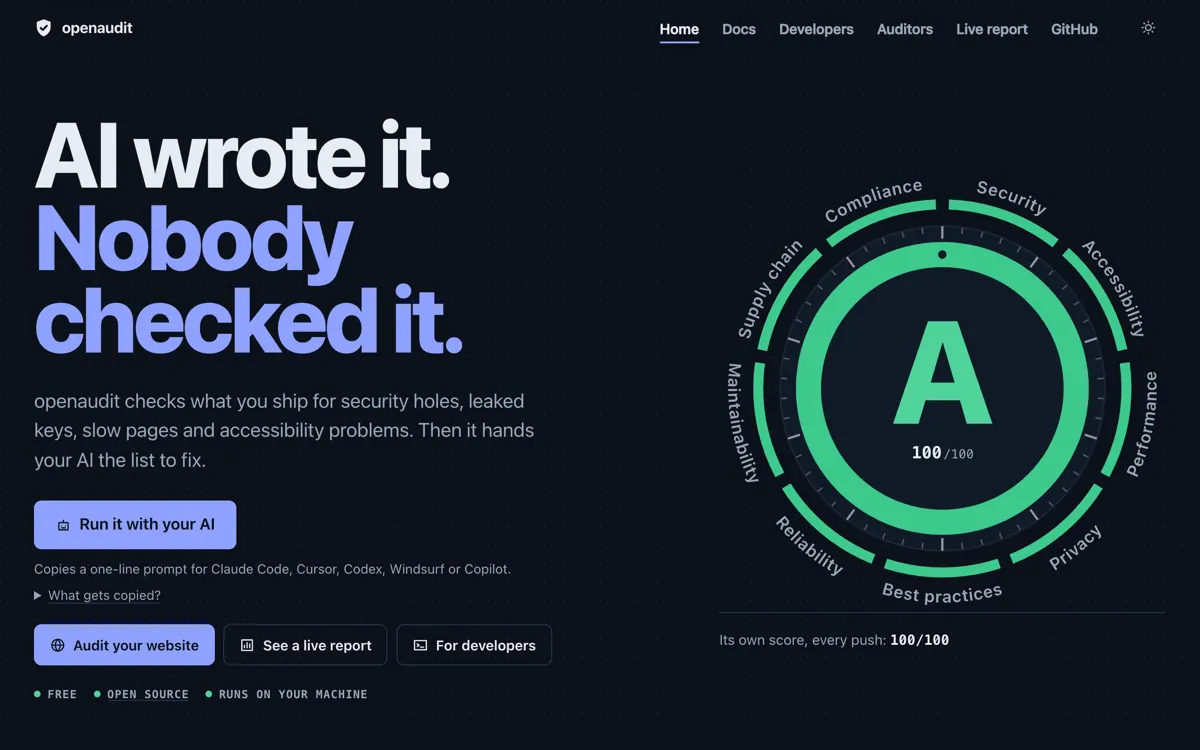 openaudit
Home
Docs
Developers
Auditors
Live report
GitHub
AI wrote it.
Nobody
checked it.
openaudit checks what you ship for security holes, leaked
keys, slow pages and accessibility problems. Then it hands
your AI the list to fix.
Run it with your AI
Copies a one-line prompt for Claude Code, Cursor, Codex, Windsurf or Copilot.
What gets copied?
Audit your website
See a live report
For developers
FREE
OPEN SOURCE
RUNS ON YOUR MACHINE
Compliance
Security
Supply chain
Accessibility
A
100/100
Maintainability
Performance
Reliability
Privacy
Best practices
Its own score, every push: 100/100